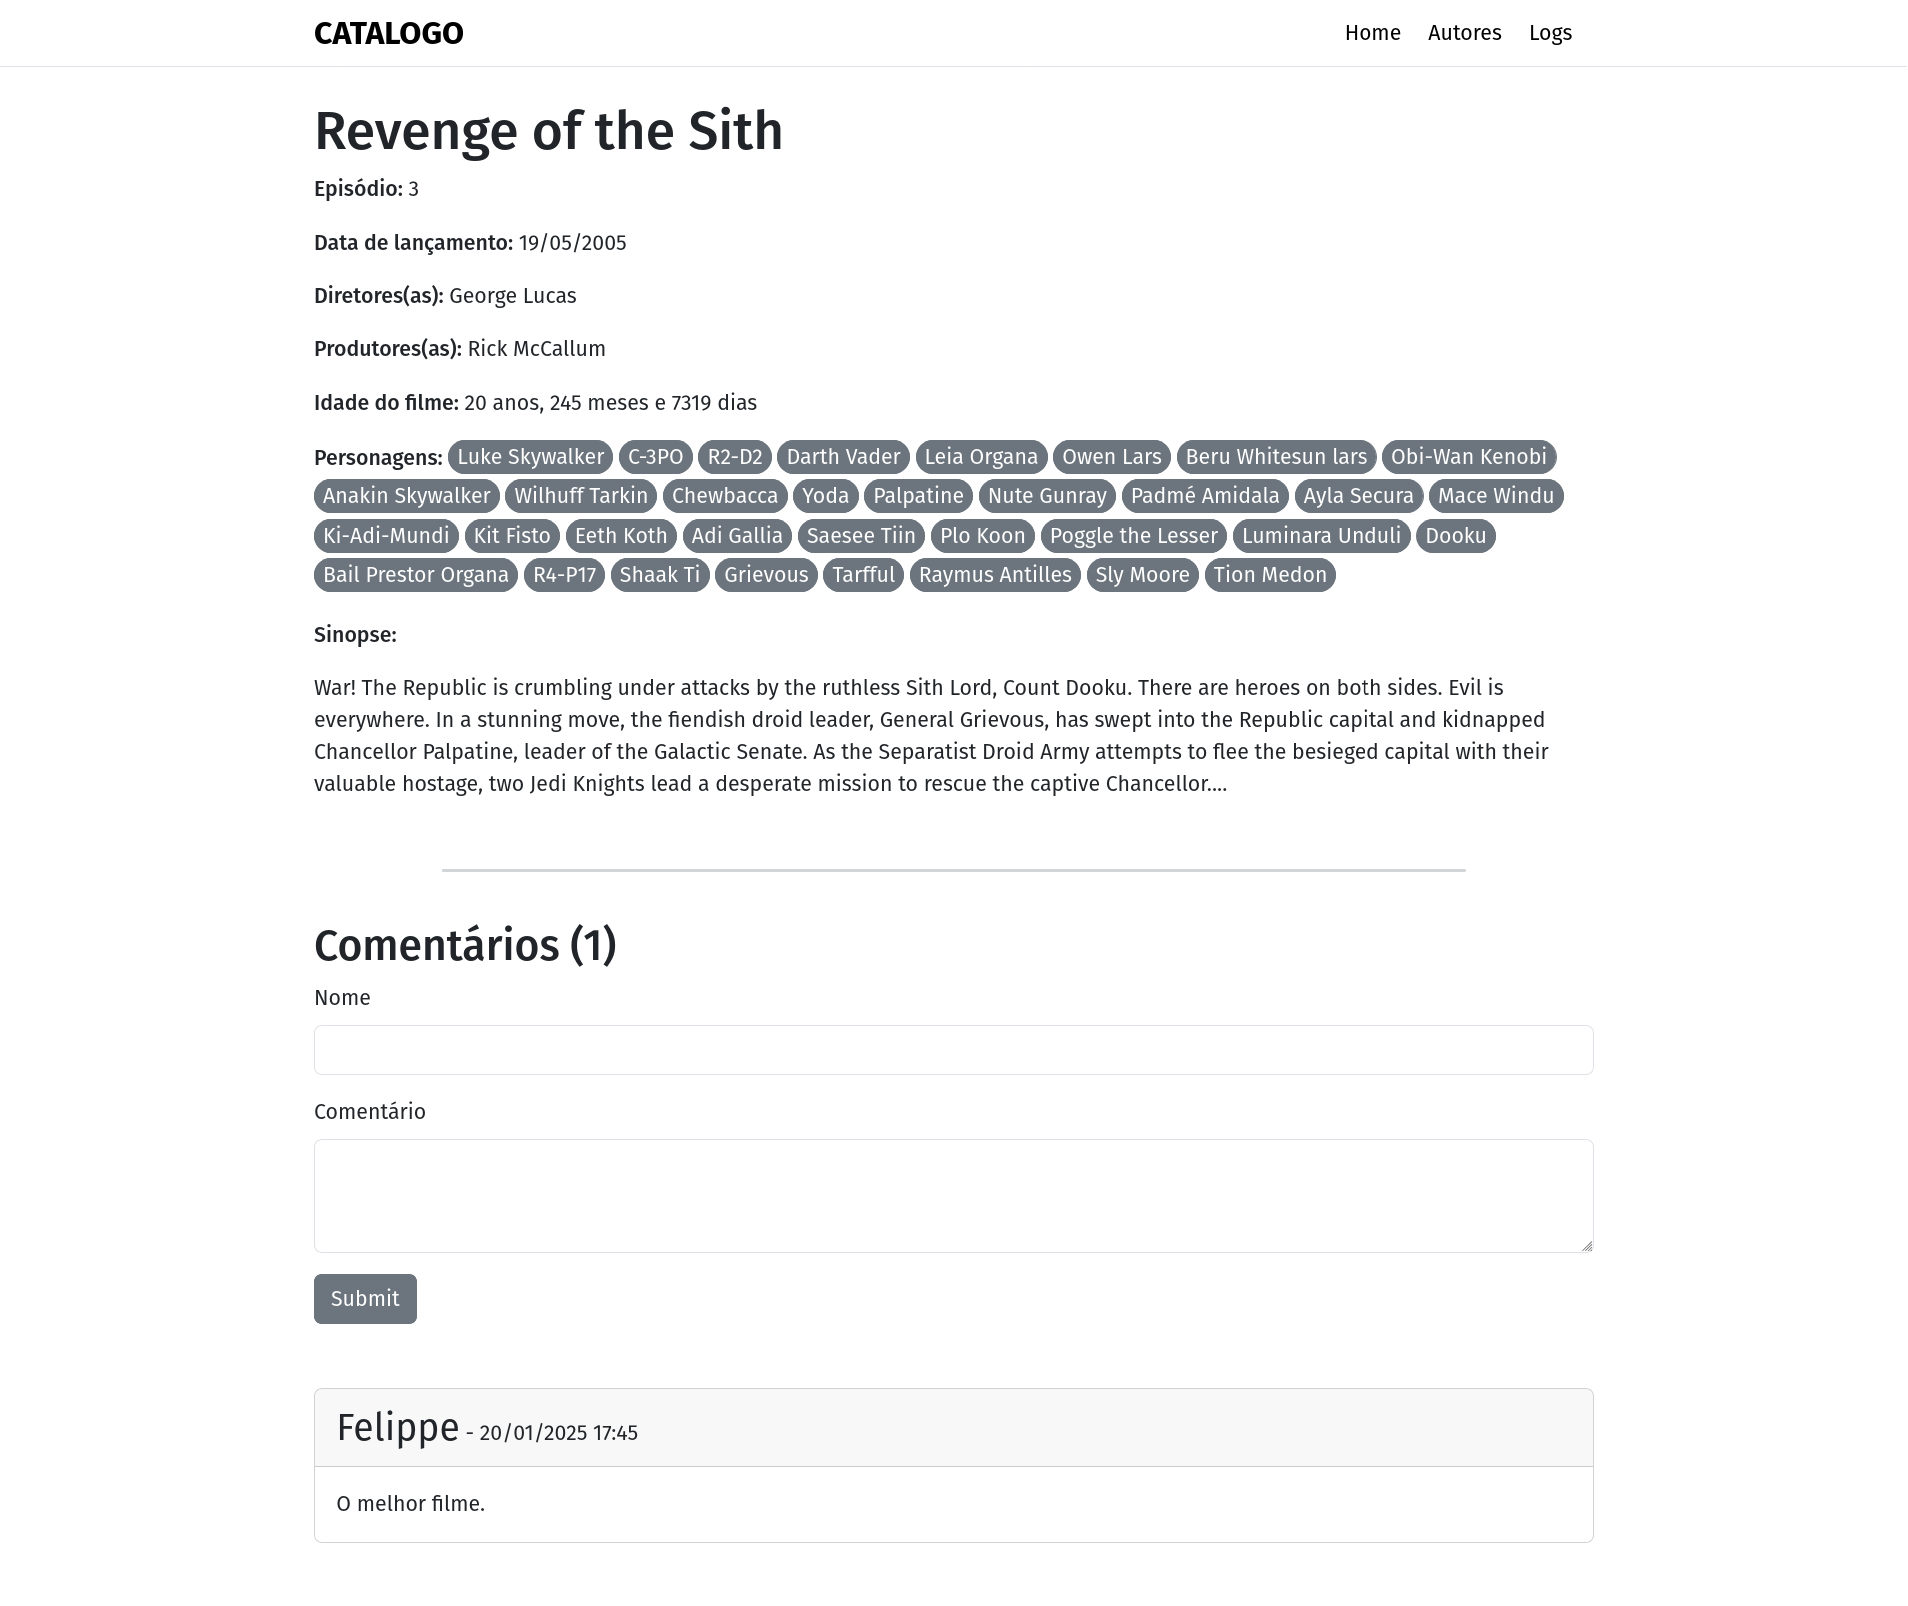 CATALOGO
Home Autores Logs
Revenge of the Sith
Episódio: 3
Data de lançamento: 19/05/2005
Diretores(as): George Lucas
Produtores(as): Rick McCallum
Idade do filme: 20 anos, 245 meses e 7319 dias
Personagens: Luke Skywalker C-3PO R2-D2 Darth Vader Leia Organa Owen Lars Beru Whitesun lars Obi-Wan Kenobi
Anakin Skywalker Wilhuff Tarkin Chewbacca Yoda Palpatine Nute Gunray Padmé Amidala Ayla Secura Mace Windu
Ki-Adi-Mundi Kit Fisto Eeth Koth Adi Gallia Saesee Tiin Plo Koon Poggle the Lesser Luminara Unduli Dooku
Bail Prestor Organa R4-P17 Shaak Ti Grievous Tarfful Raymus Antilles Sly Moore Tion Medon
Sinopse:
War! The Republic is crumbling under attacks by the ruthless Sith Lord, Count Dooku. There are heroes on both sides. Evil is
everywhere. In a stunning move, the fiendish droid leader, General Grievous, has swept into the Republic capital and kidnapped
Chancellor Palpatine, leader of the Galactic Senate. As the Separatist Droid Army attempts to flee the besieged capital with their
valuable hostage, two Jedi Knights lead a desperate mission to rescue the captive Chancellor....
Comentários (1)
Nome
Comentário
Submit
Felippe - 20/01/2025 17:45
O melhor filme.